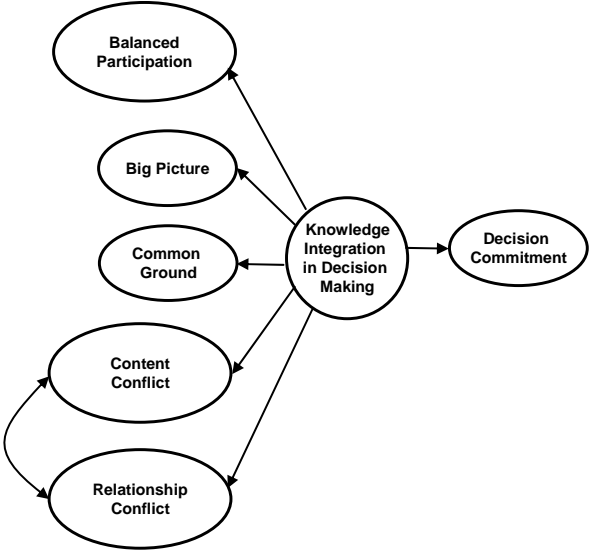 Balanced
Participation
Big Picture
Common
Ground
Content
Conflict
Relationship
Conflict
Knowledge
Integration
in Decision
Making
Decision
Commitment